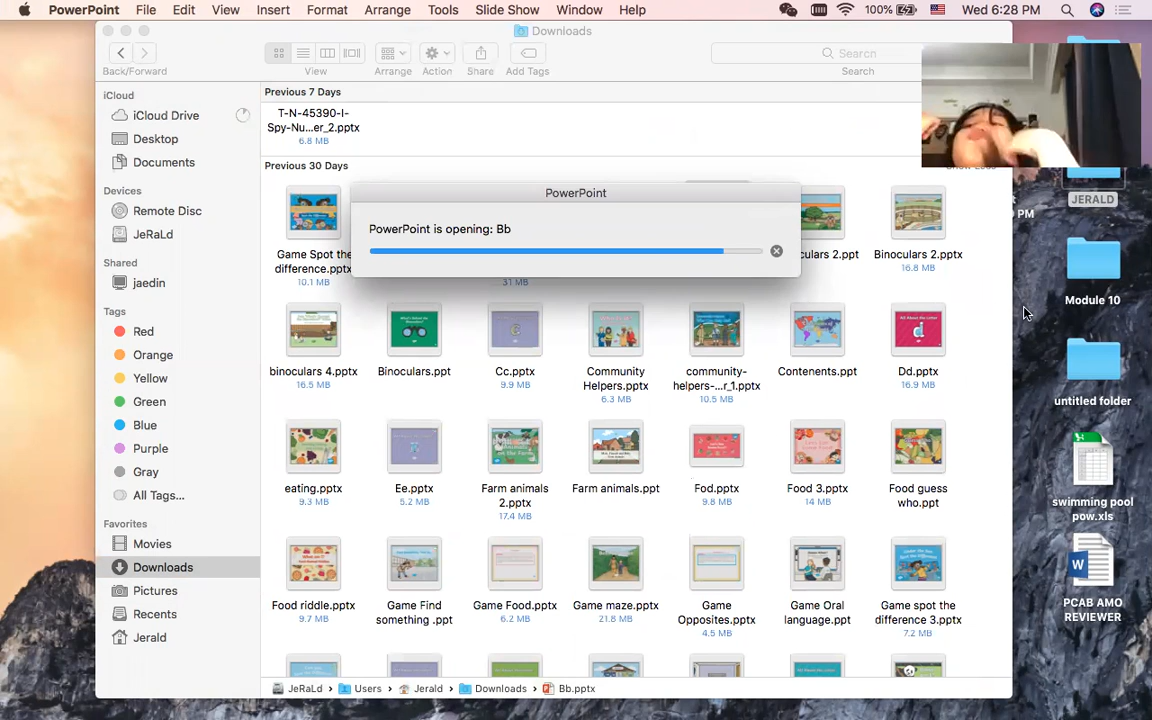 PowerPoint File Edit View Insert Format Arrange Tools Slide Show Window Help 100% Wed 6:28 PM
Downloads
Back/Forward View Arrange Action Share Add Tags Search
Search
iCloud
iCloud Drive
Desktop
Documents
Devices
Remote Disc
JeRaLd
Shared
jaedin
Tags
Red
Orange
Yellow
Green
Blue
Purple
Gray
All Tags...
Favorites
Movies
Downloads
Pictures
Recents
Jerald
Previous 7 Days
T-N-45390-I-
Spy-Nu...er_2.pptx
6.8 MB
Previous 30 Days
PowerPoint
PowerPoint is opening: Bb
Game Spot the
difference.pptx
10.1 MB
31 MB
culars 2.ppt
Binoculars 2.pptx
16.8 MB
binoculars 4.pptx
16.5 MB
Binoculars.ppt
Cc.pptx
9.9 MB
Community
Helpers.pptx
6.3 MB
community-
helpers-...r_1.pptx
10.5 MB
Contenents.ppt
Dd.pptx
16.9 MB
eating.pptx
9.3 MB
Ee.pptx
5.2 MB
Farm animals
2.pptx
17.4 MB
Farm animals.ppt
Fod.pptx
9.8 MB
Food 3.pptx
14 MB
Food guess
who.ppt
Food riddle.pptx
9.7 MB
Game Find
something .ppt
Game Food.pptx
6.2 MB
Game maze.pptx
21.8 MB
Game
Opposites.pptx
4.5 MB
Game Oral
language.ppt
Game spot the
difference 3.pptx
7.2 MB
JeRaLd Users Jerald Downloads Bb.pptx
JERALD
PM
Module 10
untitled folder
swimming pool
pow.xls
PCAB AMO
REVIEWER